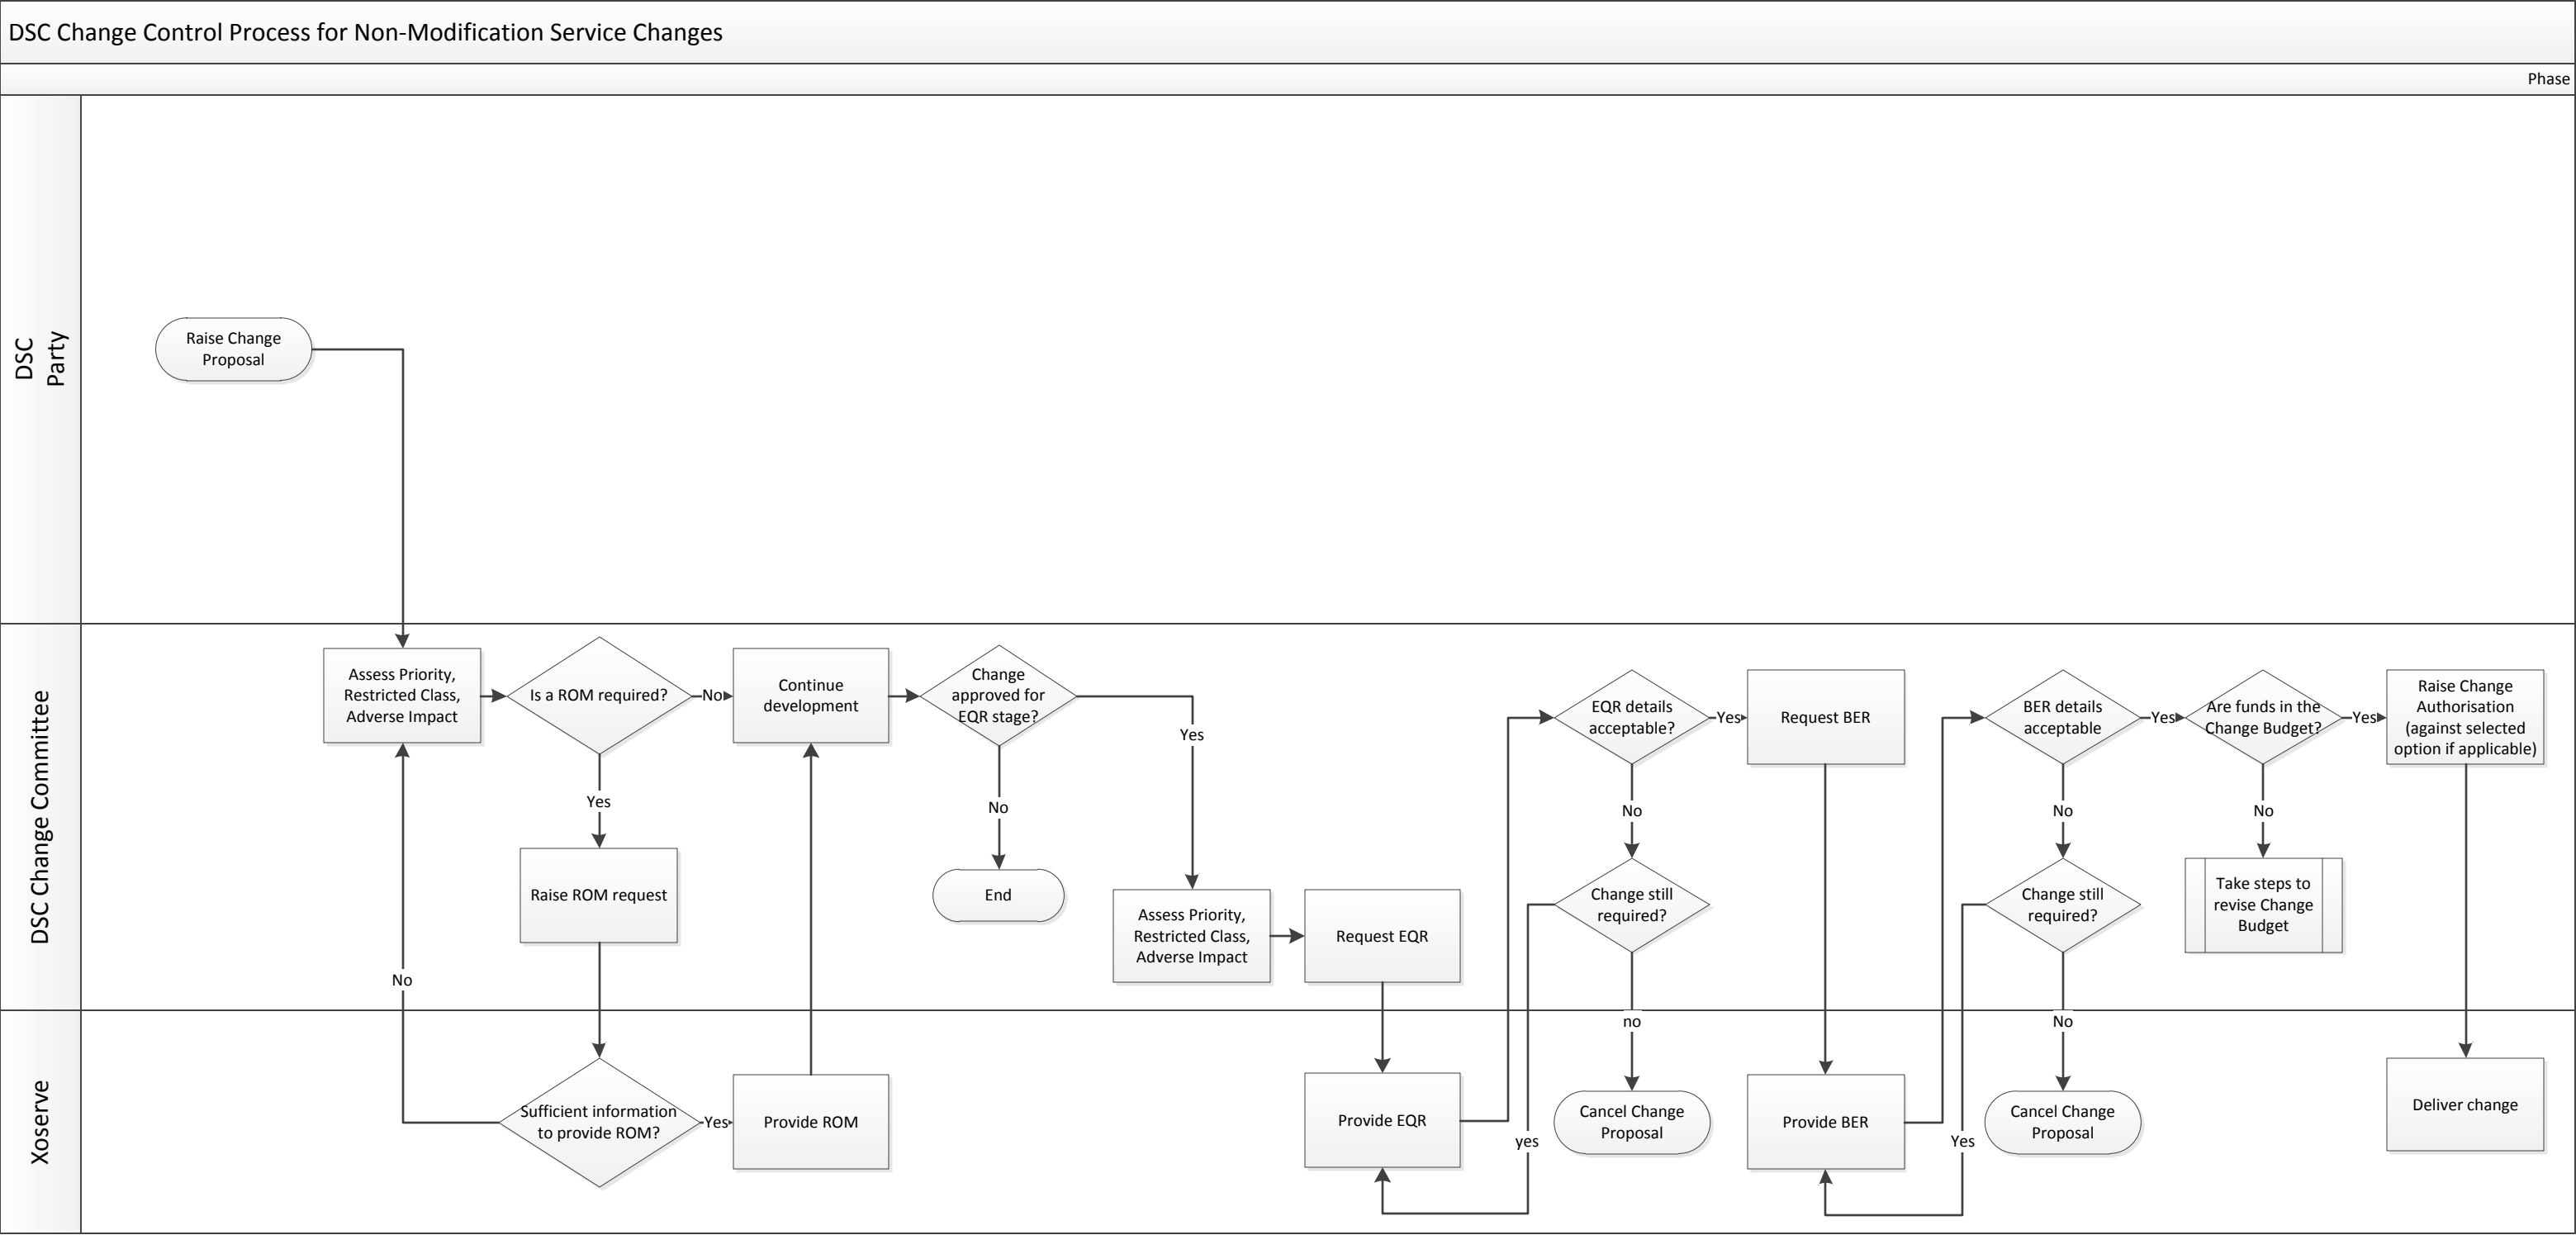 DSC Change Control Process for Non-Modification Service Changes
Phase
DSC
Party
Raise Change
Proposal
DSC Change Committee
Assess Priority,
Restricted Class,
Adverse Impact
Is a ROM required?
No
Yes
Raise ROM request
No
Continue
development
Change
approved for
EQR stage?
No
End
Yes
Assess Priority,
Restricted Class,
Adverse Impact
Request EQR
EQR details
acceptable?
Yes
No
Change still
required?
Request BER
BER details
acceptable
Yes
No
Change still
required?
Are funds in the
Change Budget?
Yes
No
Take steps to
revise Change
Budget
Raise Change
Authorisation
(against selected
option if applicable)
Xoserve
Sufficient information
to provide ROM?
Yes
Provide ROM
Provide EQR
yes
no
Cancel Change
Proposal
Provide BER
Yes
No
Cancel Change
Proposal
Deliver change